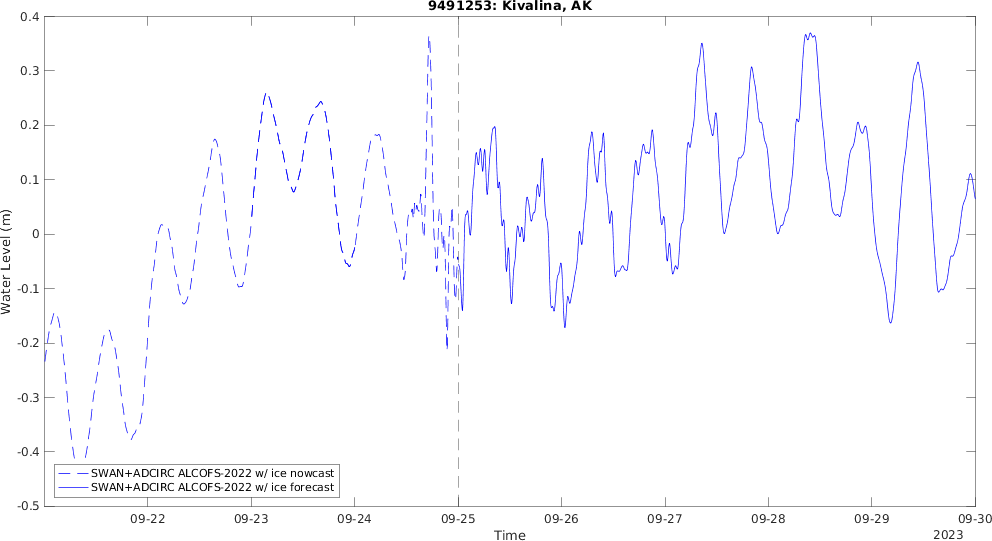 9491253: Kivalina, AK
0.4
0.3
0.2
0.1
0
-0.1
-0.2
-0.3
-0.4
-0.5
Water Level (m)
SWAN+ADCIRC ALCOFS-2022 w/ ice nowcast
SWAN+ADCIRC ALCOFS-2022 w/ ice forecast
09-22 09-23 09-24 09-25 09-26 09-27 09-28 09-29 09-30
Time
2023